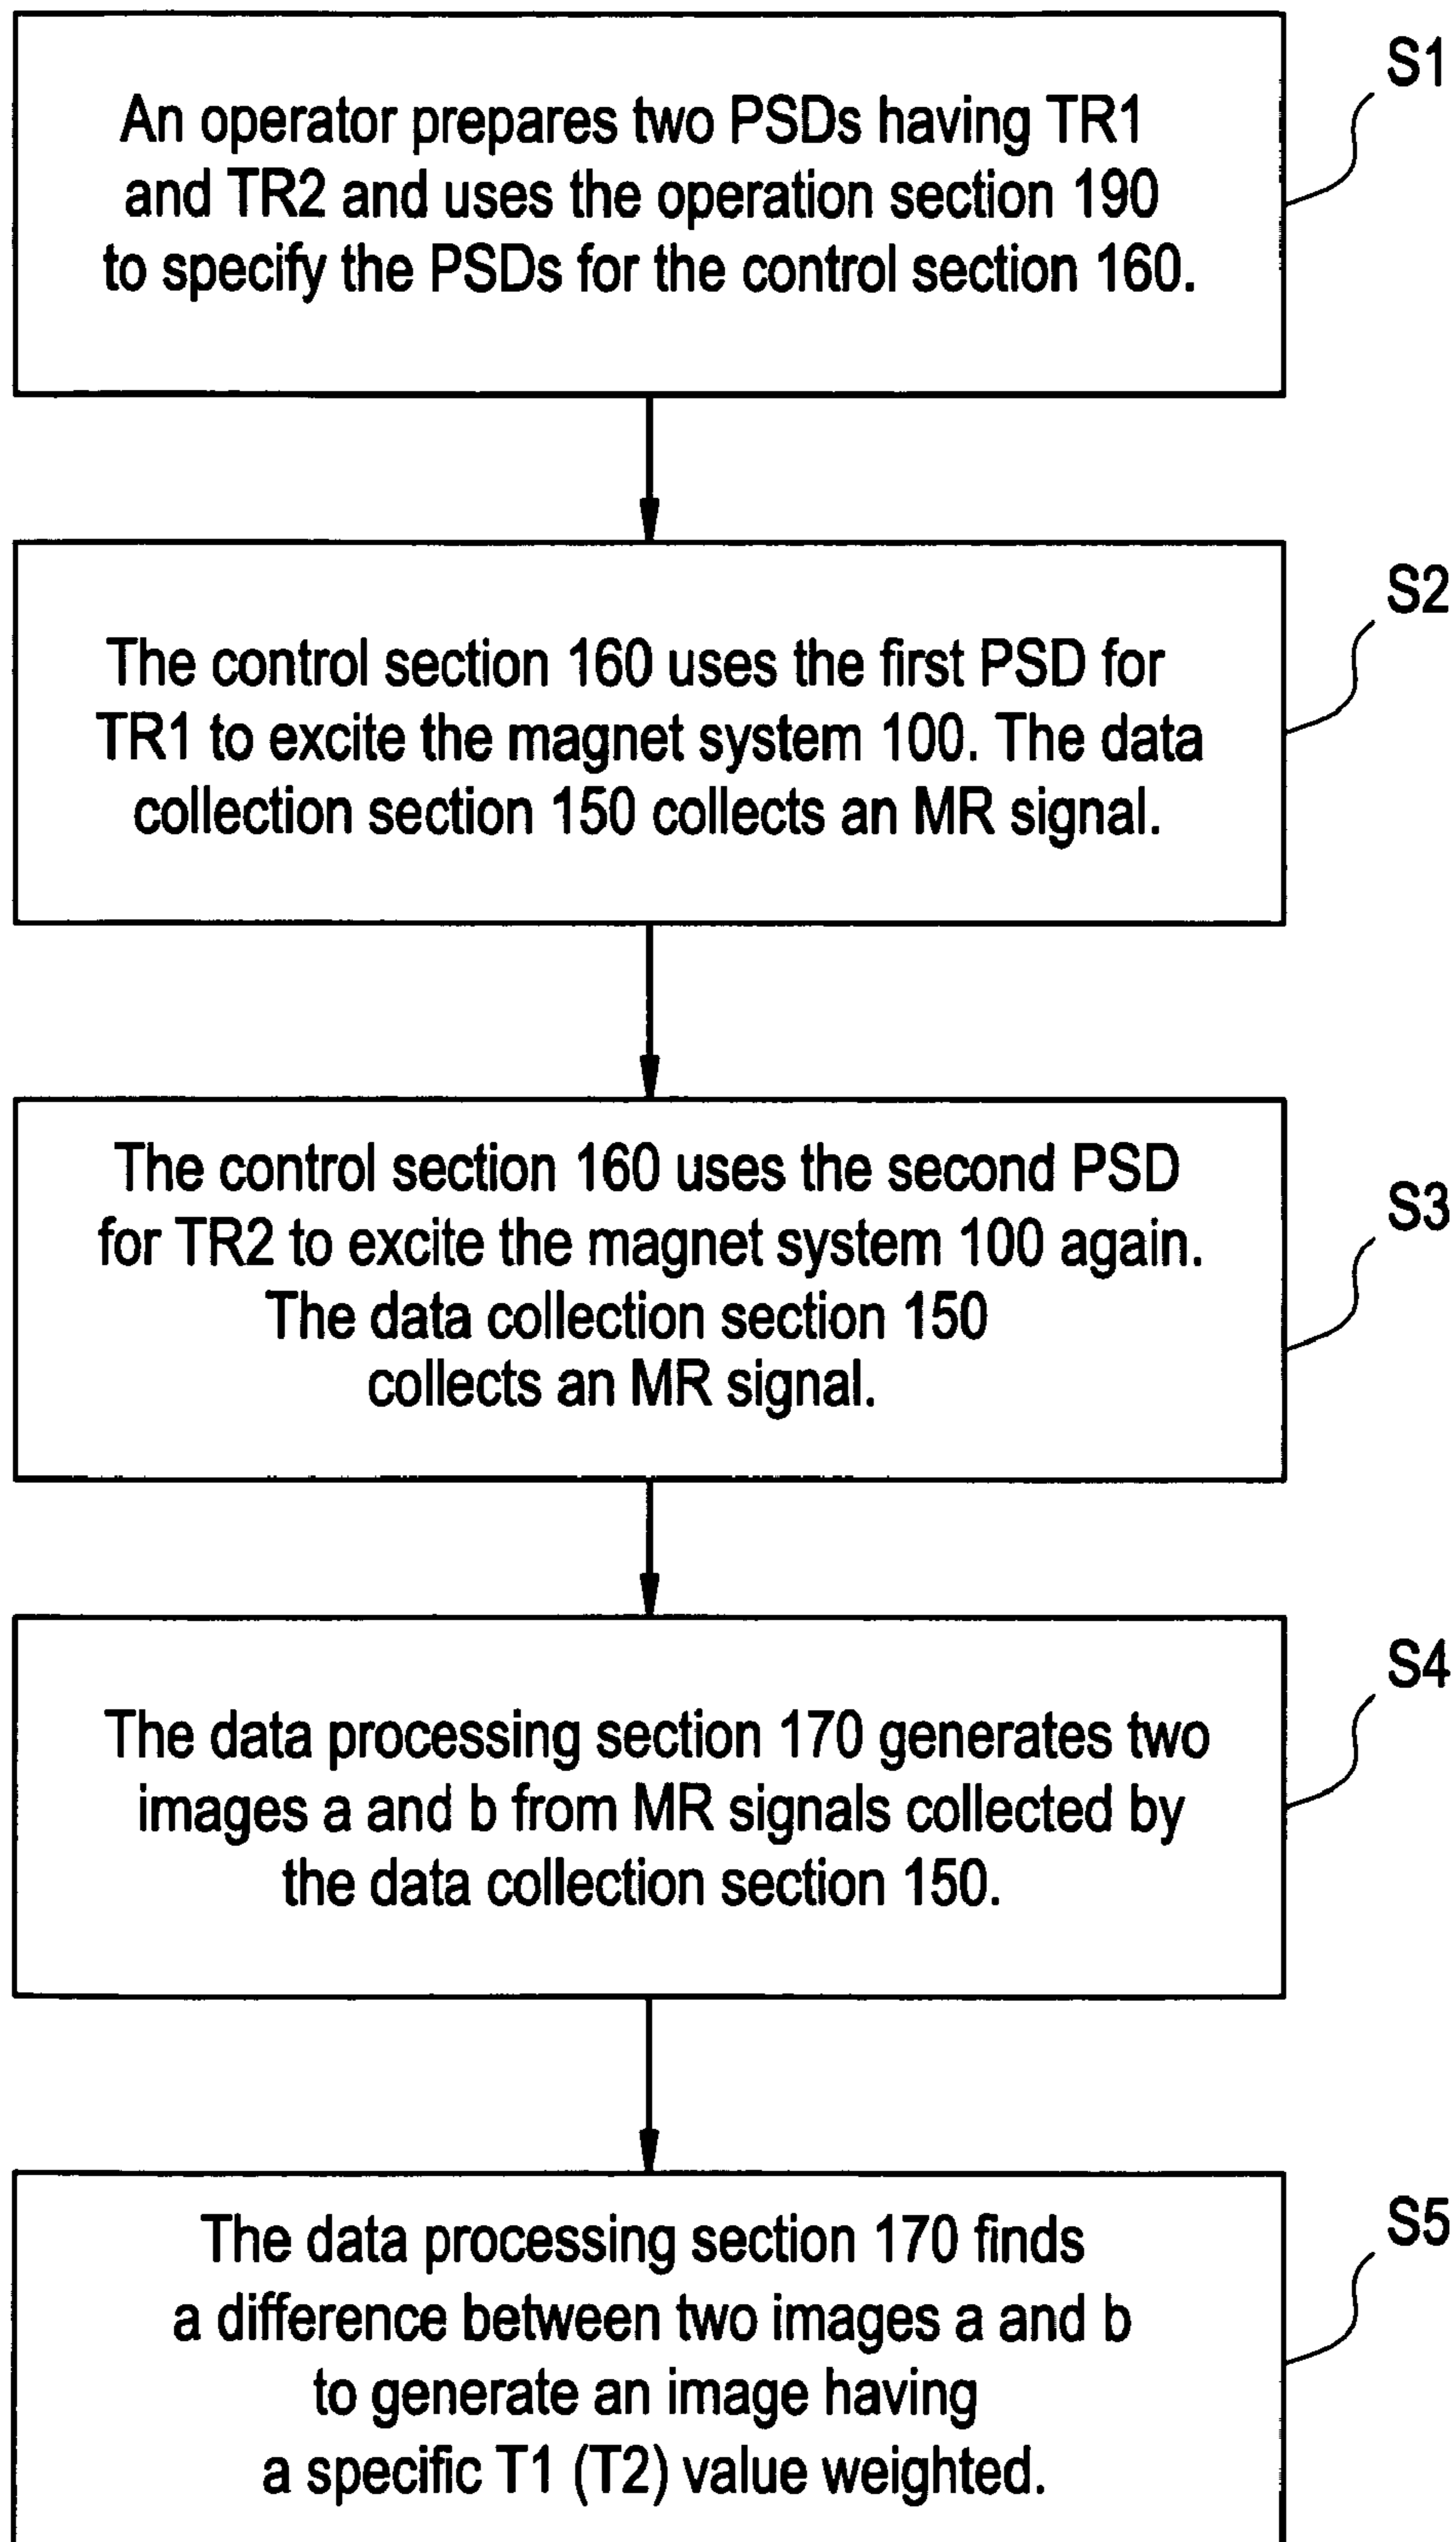 An operator prepares two PSDs having TR1
and TR2 and uses the operation section 190
to specify the PSDs for the control section 160.
S1
The control section 160 uses the first PSD for
TR1 to excite the magnet system 100. The data
collection section 150 collects an MR signal.
S2
The control section 160 uses the second PSD
for TR2 to excite the magnet system 100 again.
The data collection section 150
collects an MR signal.
S3
The data processing section 170 generates two
images a and b from MR signals collected by
the data collection section 150.
S4
The data processing section 170 finds
a difference between two images a and b
to generate an image having
a specific T1 (T2) value weighted.
S5